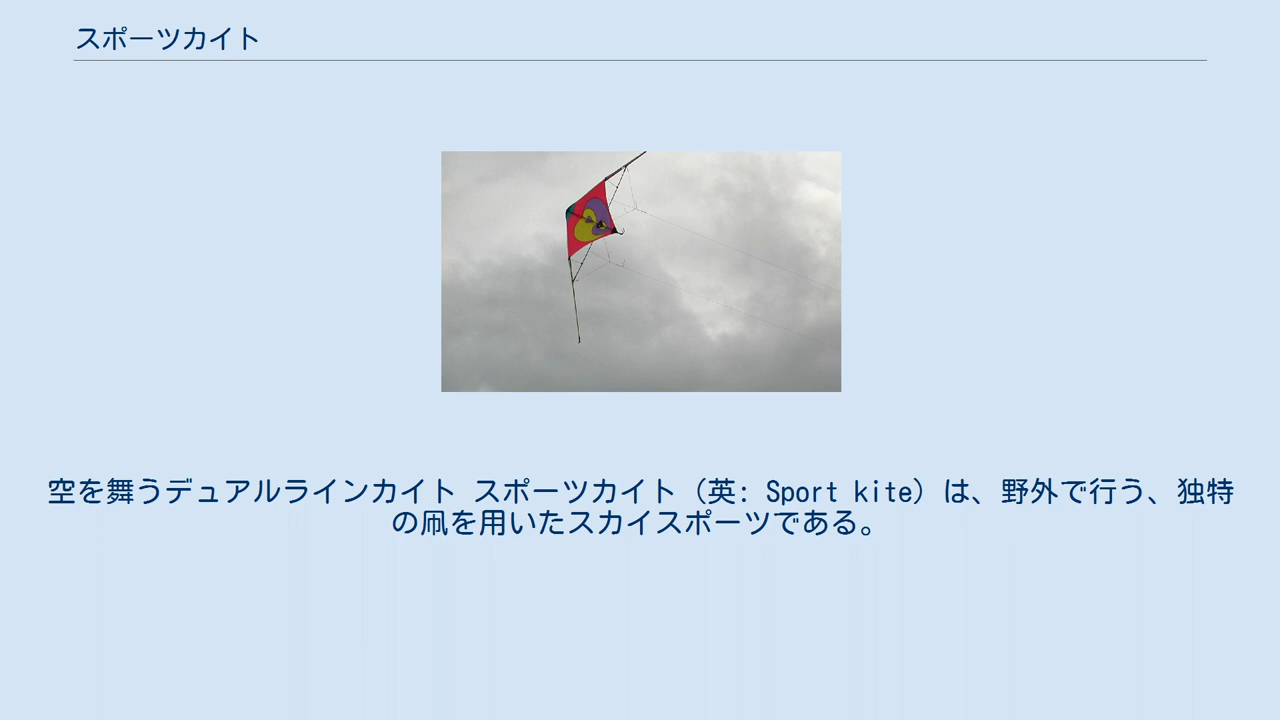 スポーツカイト
空を舞うデュアルラインカイト スポーツカイト（英: Sport kite）は、野外で行う、独特
の凧を用いたスカイスポーツである。